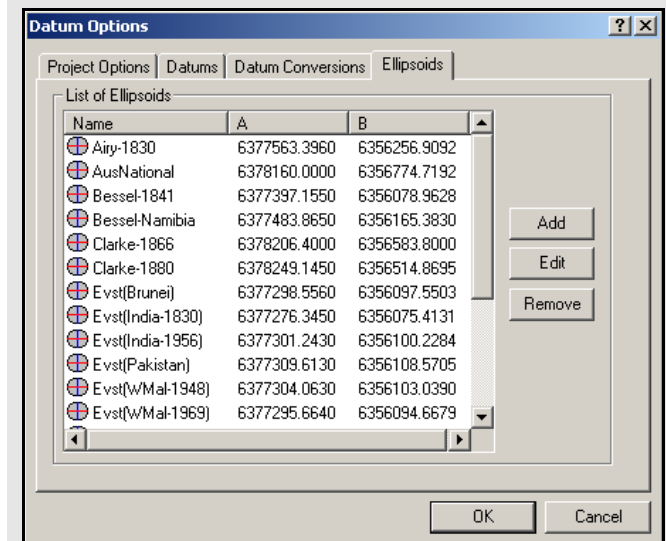 Datum Options
Project Options Datums Datum Conversions Ellipsoids
List of Ellipsoids
Name A B
Airy-1830 6377563.3960 6356256.9092
AusNational 6378160.0000 6356774.7192
Bessel-1841 6377397.1550 6356078.9628
Bessel-Namibia 6377483.8650 6356165.3830
Clarke-1866 6378206.4000 6356583.8000
Clarke-1880 6378249.1450 6356514.8695
Evst(Brunei) 6377298.5560 6356097.5503
Evst(India-1830) 6377276.3450 6356075.4131
Evst(India-1956) 6377301.2430 6356100.2284
Evst(Pakistan) 6377309.6130 6356108.5705
Evst(WMal-1948) 6377304.0630 6356103.0390
Evst(WMal-1969) 6377295.6640 6356094.6679
Add
Edit
Remove
OK Cancel